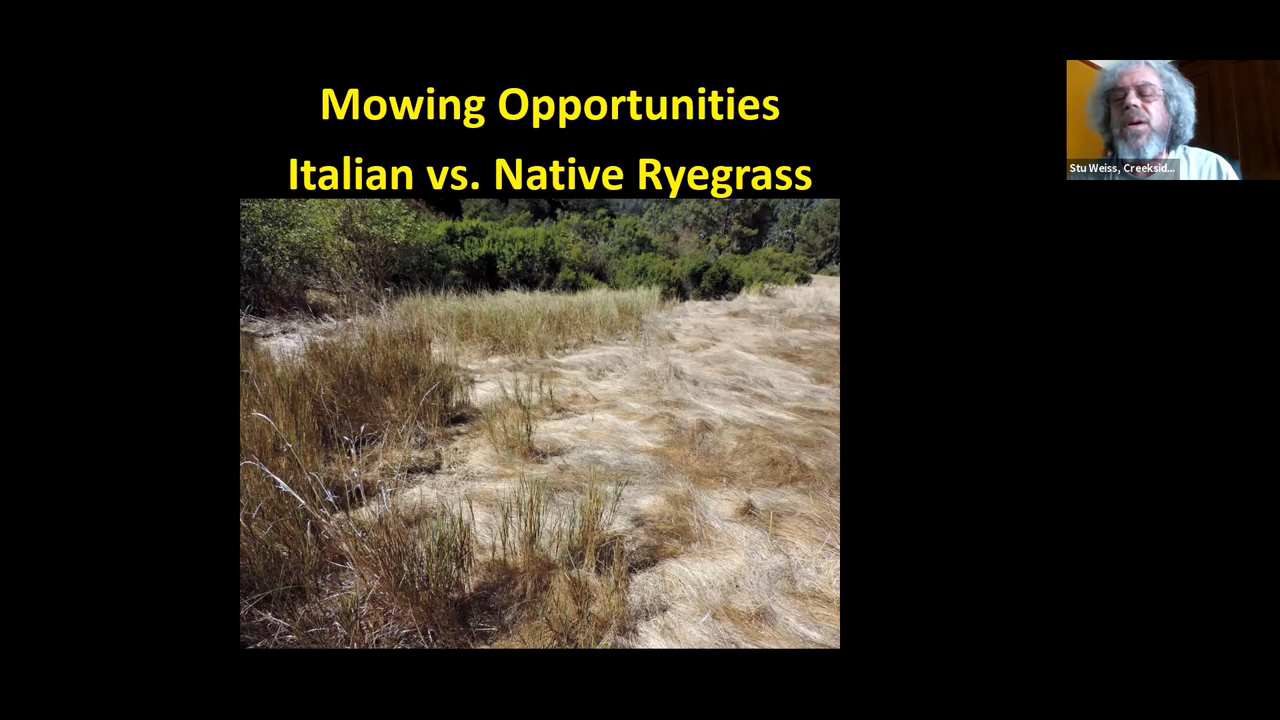 Mowing Opportunities
Italian vs. Native Ryegrass
Stu Weiss, Creeksid...